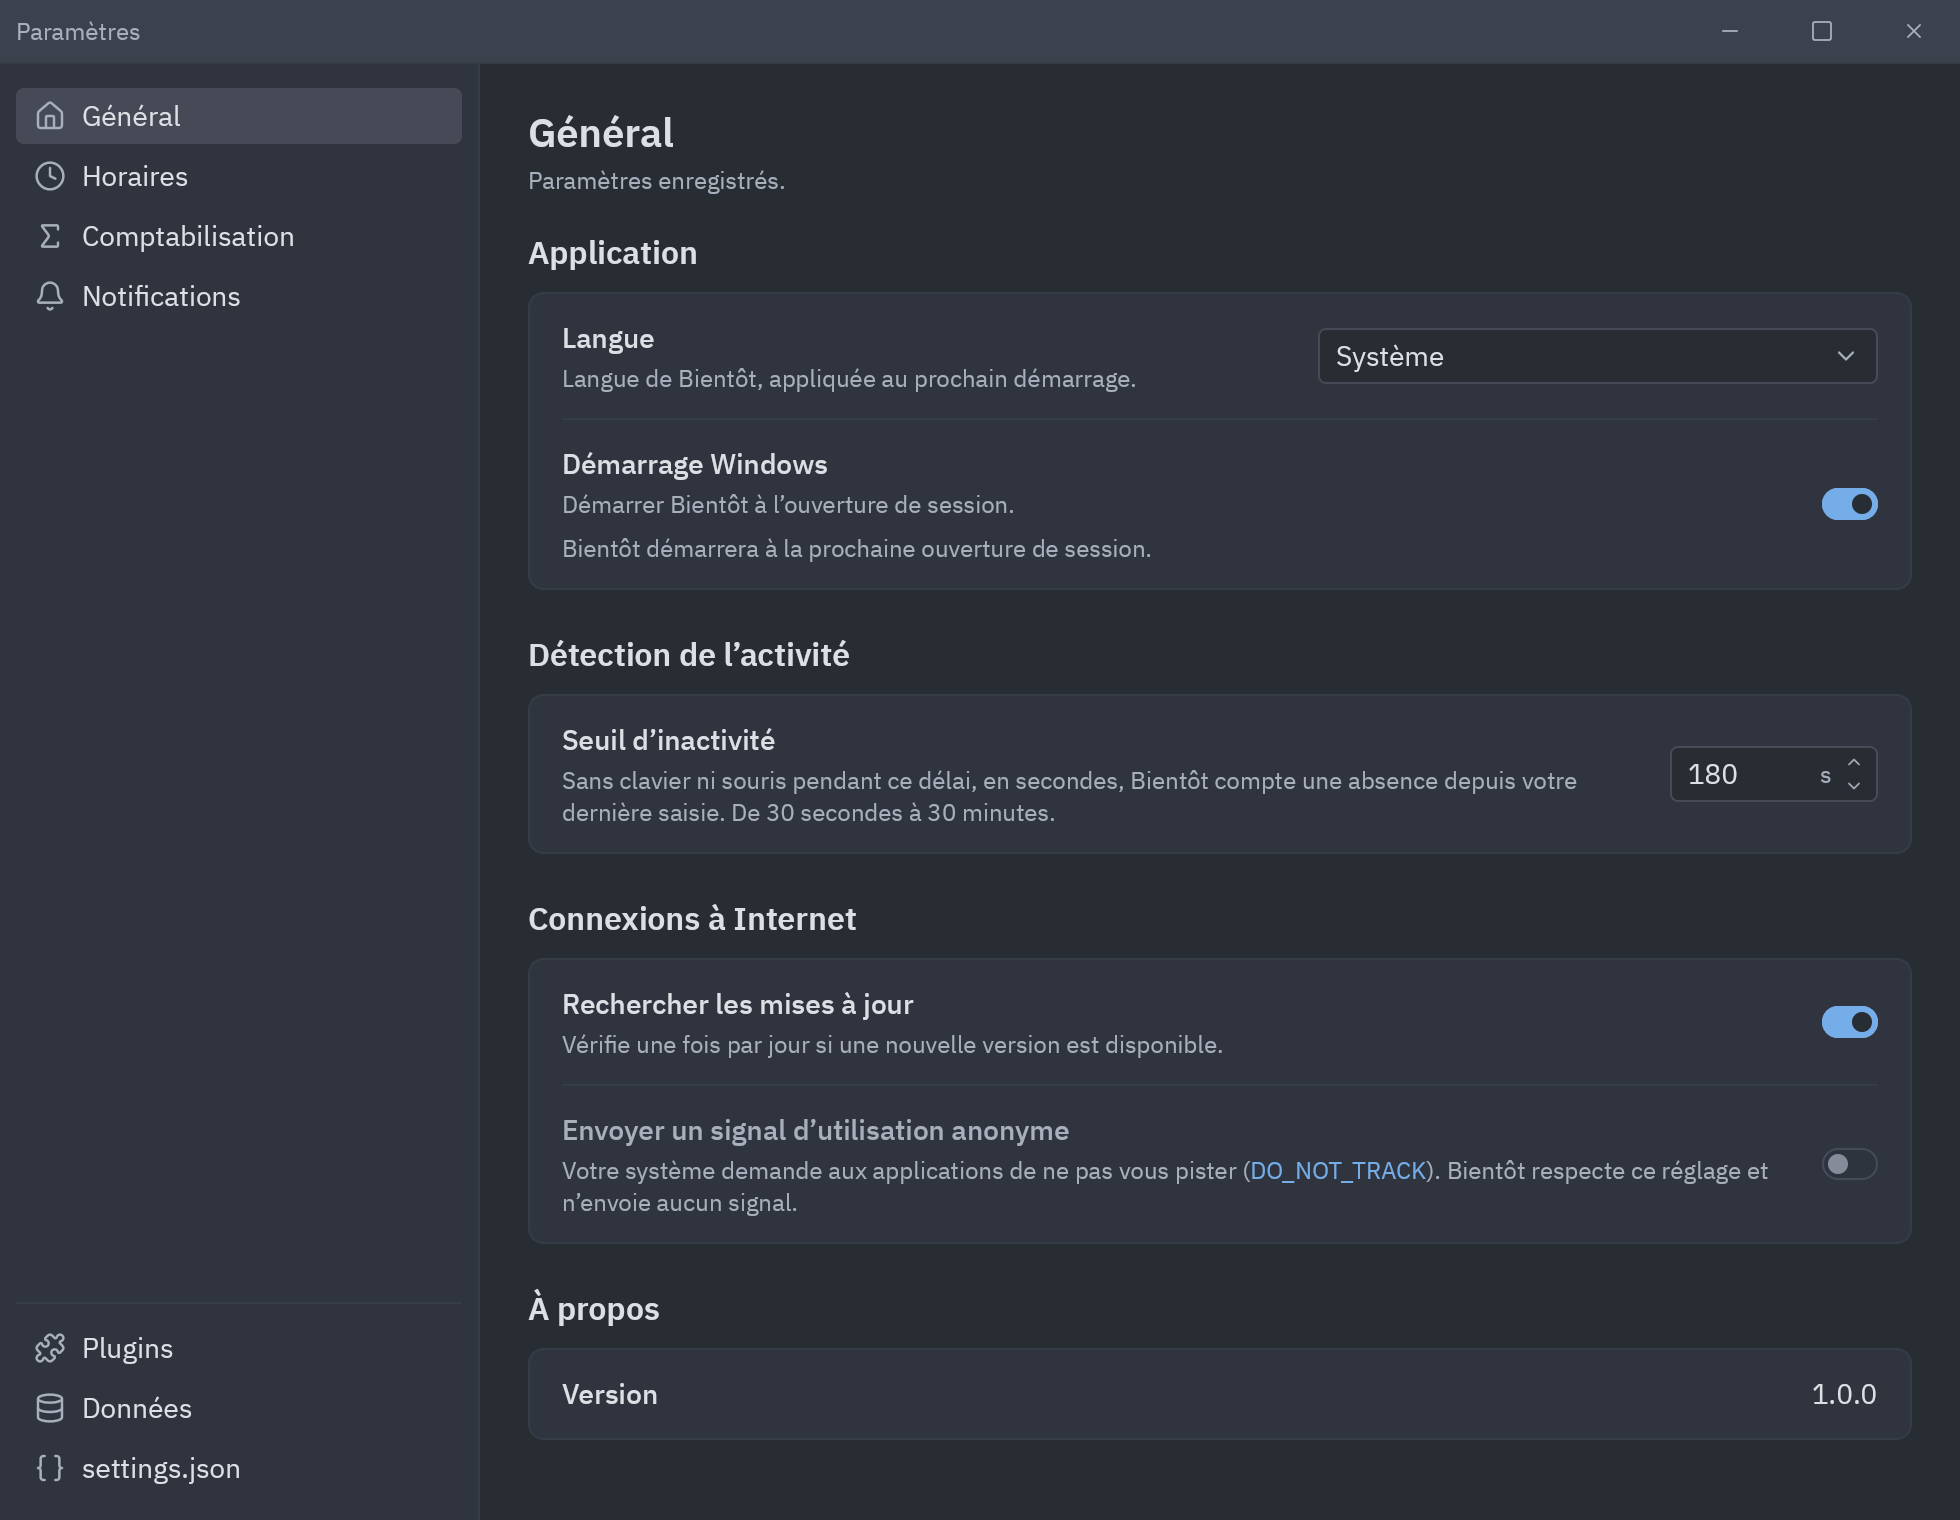 Paramètres
Général
Horaires
Comptabilisation
Notifications
Plugins
Données
settings.json
Général
Paramètres enregistrés.
Application
Langue
Langue de Bientôt, appliquée au prochain démarrage.
Système
Démarrage Windows
Démarrer Bientôt à l’ouverture de session.
Bientôt démarrera à la prochaine ouverture de session.
Détection de l’activité
Seuil d’inactivité
Sans clavier ni souris pendant ce délai, en secondes, Bientôt compte une absence depuis votre
dernière saisie. De 30 secondes à 30 minutes.
180 s
Connexions à Internet
Rechercher les mises à jour
Vérifie une fois par jour si une nouvelle version est disponible.
Envoyer un signal d’utilisation anonyme
Votre système demande aux applications de ne pas vous pister (DO_NOT_TRACK). Bientôt respecte ce réglage et
n’envoie aucun signal.
À propos
Version
1.0.0